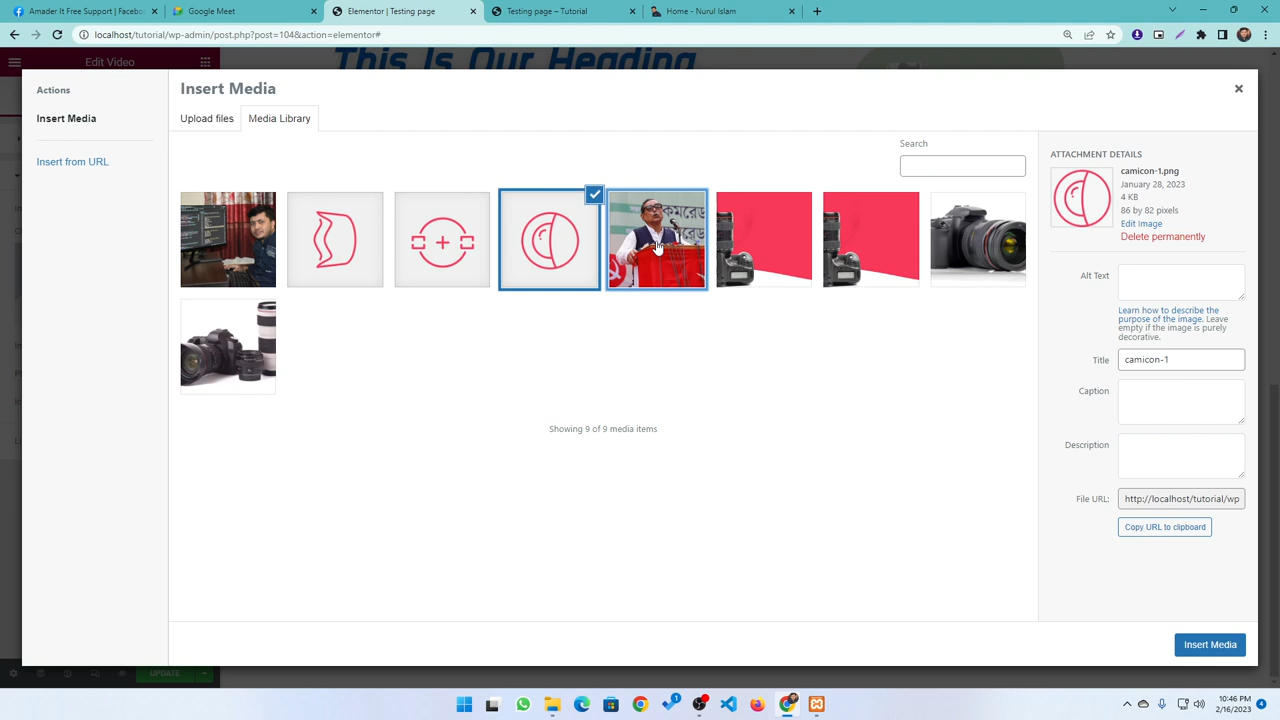 Amader It Free Support | Faceb
Google
Elementor | Testing page
Testing page – Tutorial
Home - Nurul Islam
localhost/tutorial/wp-admin/post.php?post=104&action=elementor#
Edit Video
This Is Our Heading
Actions
Insert Media
Insert from URL
Insert Media
Upload files
Media Library
Search
কমরেড
ATTACHMENT DETAILS
camicon-1.png
January 28, 2023
4 KB
86 by 82 pixels
Edit Image
Delete permanently
Alt Text
Learn how to describe the
purpose of the image. Leave
empty if the image is purely
decorative.
Title
camicon-1
Caption
Description
File URL:
http://localhost/tutorial/wp
Copy URL to clipboard
Showing 9 of 9 media items
Insert Media
UPDATE
1
10:46 PM
2/16/2023
4